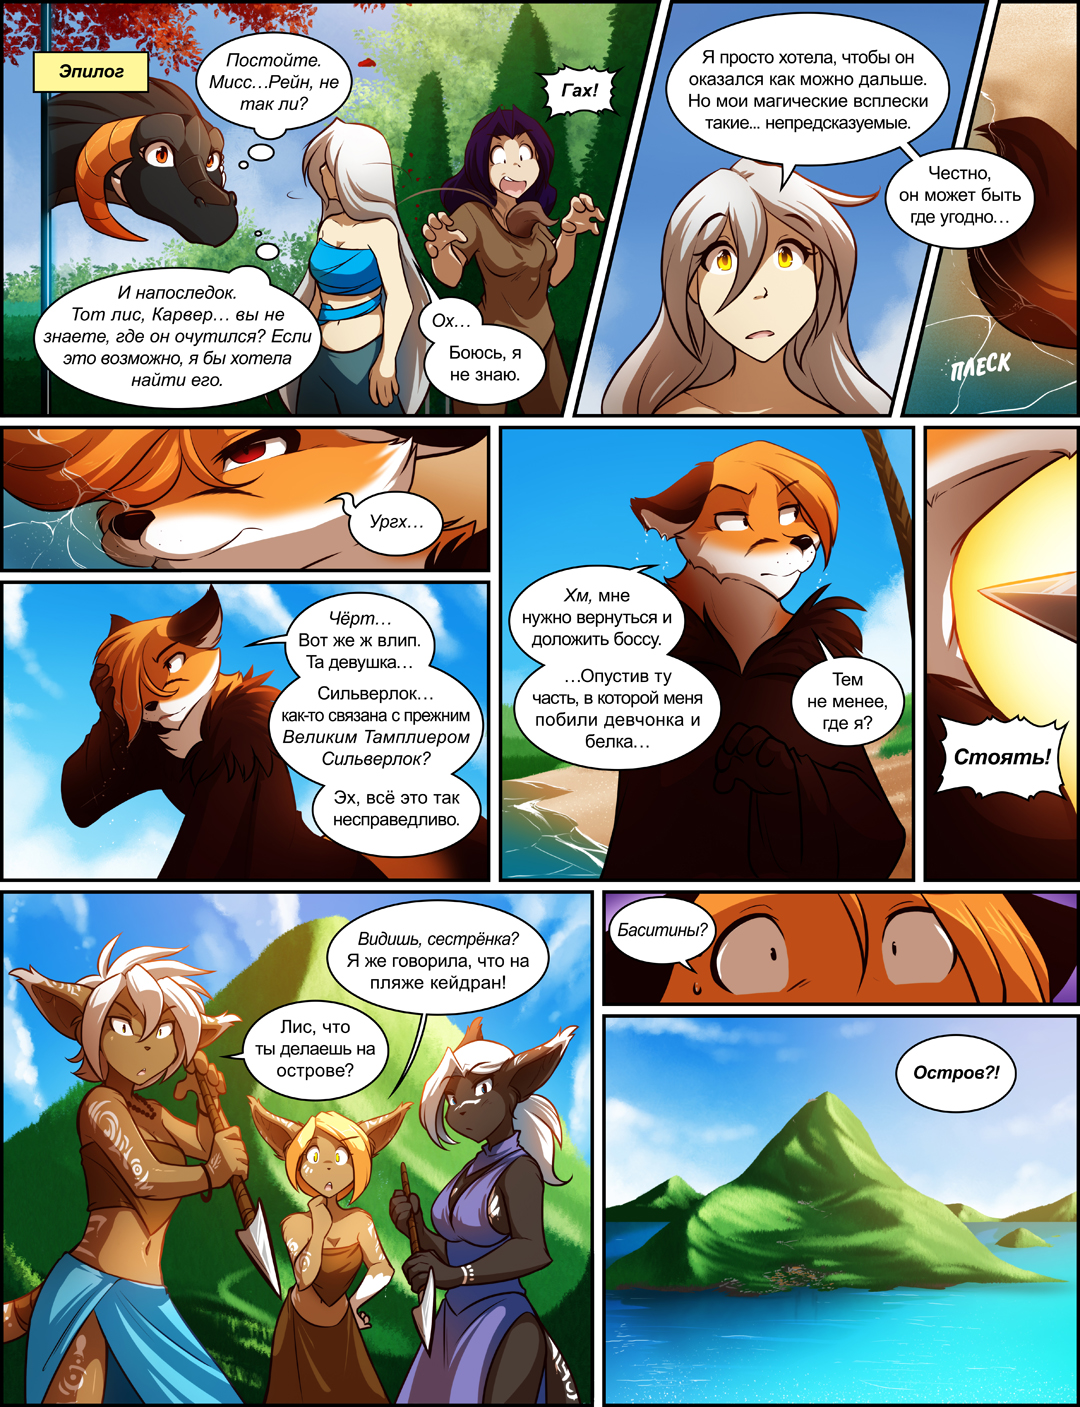 Эпилог
Постойте.
Мисс...Рейн, не
так ли?
Гах!
И напоследок.
Тот лис, Карвер... вы не
знаете, где он очутился? Если
это возможно, я бы хотела
найти его.
Ох...
Боюсь, я
не знаю.
Я просто хотела, чтобы он
оказался как можно дальше.
Но мои магические всплески
такие... непредсказуемые.
Честно,
он может быть
где угодно...
ПЛЕСК
Ургх...
Чёрт...
Вот же ж влип.
Та девушка...
Сильверлок...
как-то связана с прежним
Великим Тамплиером
Сильверлок?
Эх, всё это так
несправедливо.
Хм, мне
нужно вернуться и
доложить боссу.
...Опустив ту
часть, в которой меня
побили девчонка и
белка...
Тем
не менее,
где я?
Стоять!
Видишь, сестрёнка?
Я же говорила, что на
пляже кейдран!
Лис, что
ты делаешь на
острове?
Баситины?
Остров?!